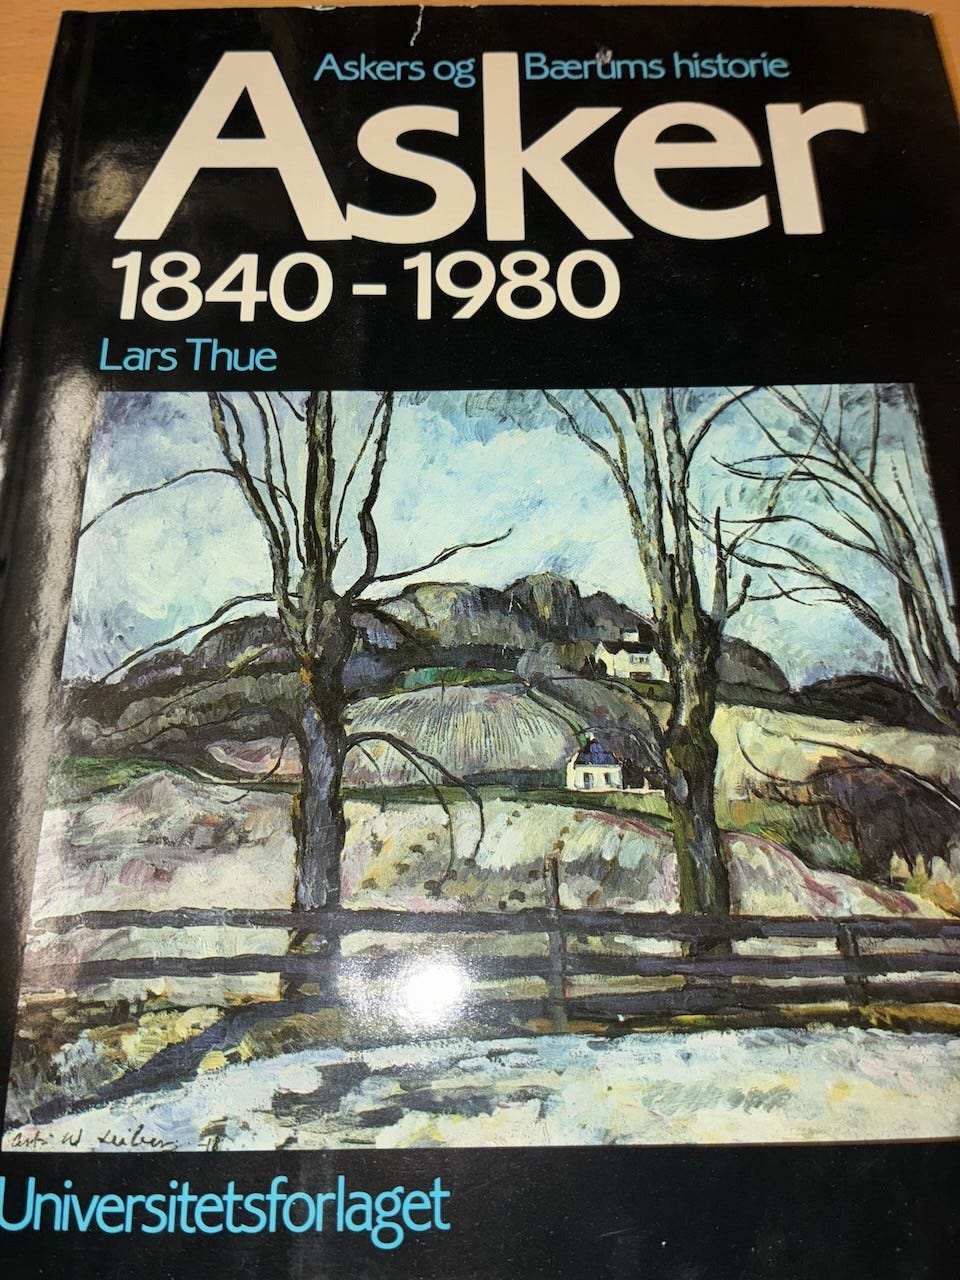 Askers og Bærums historie
Asker
1840-1980
Lars Thue
Universitetsforlaget